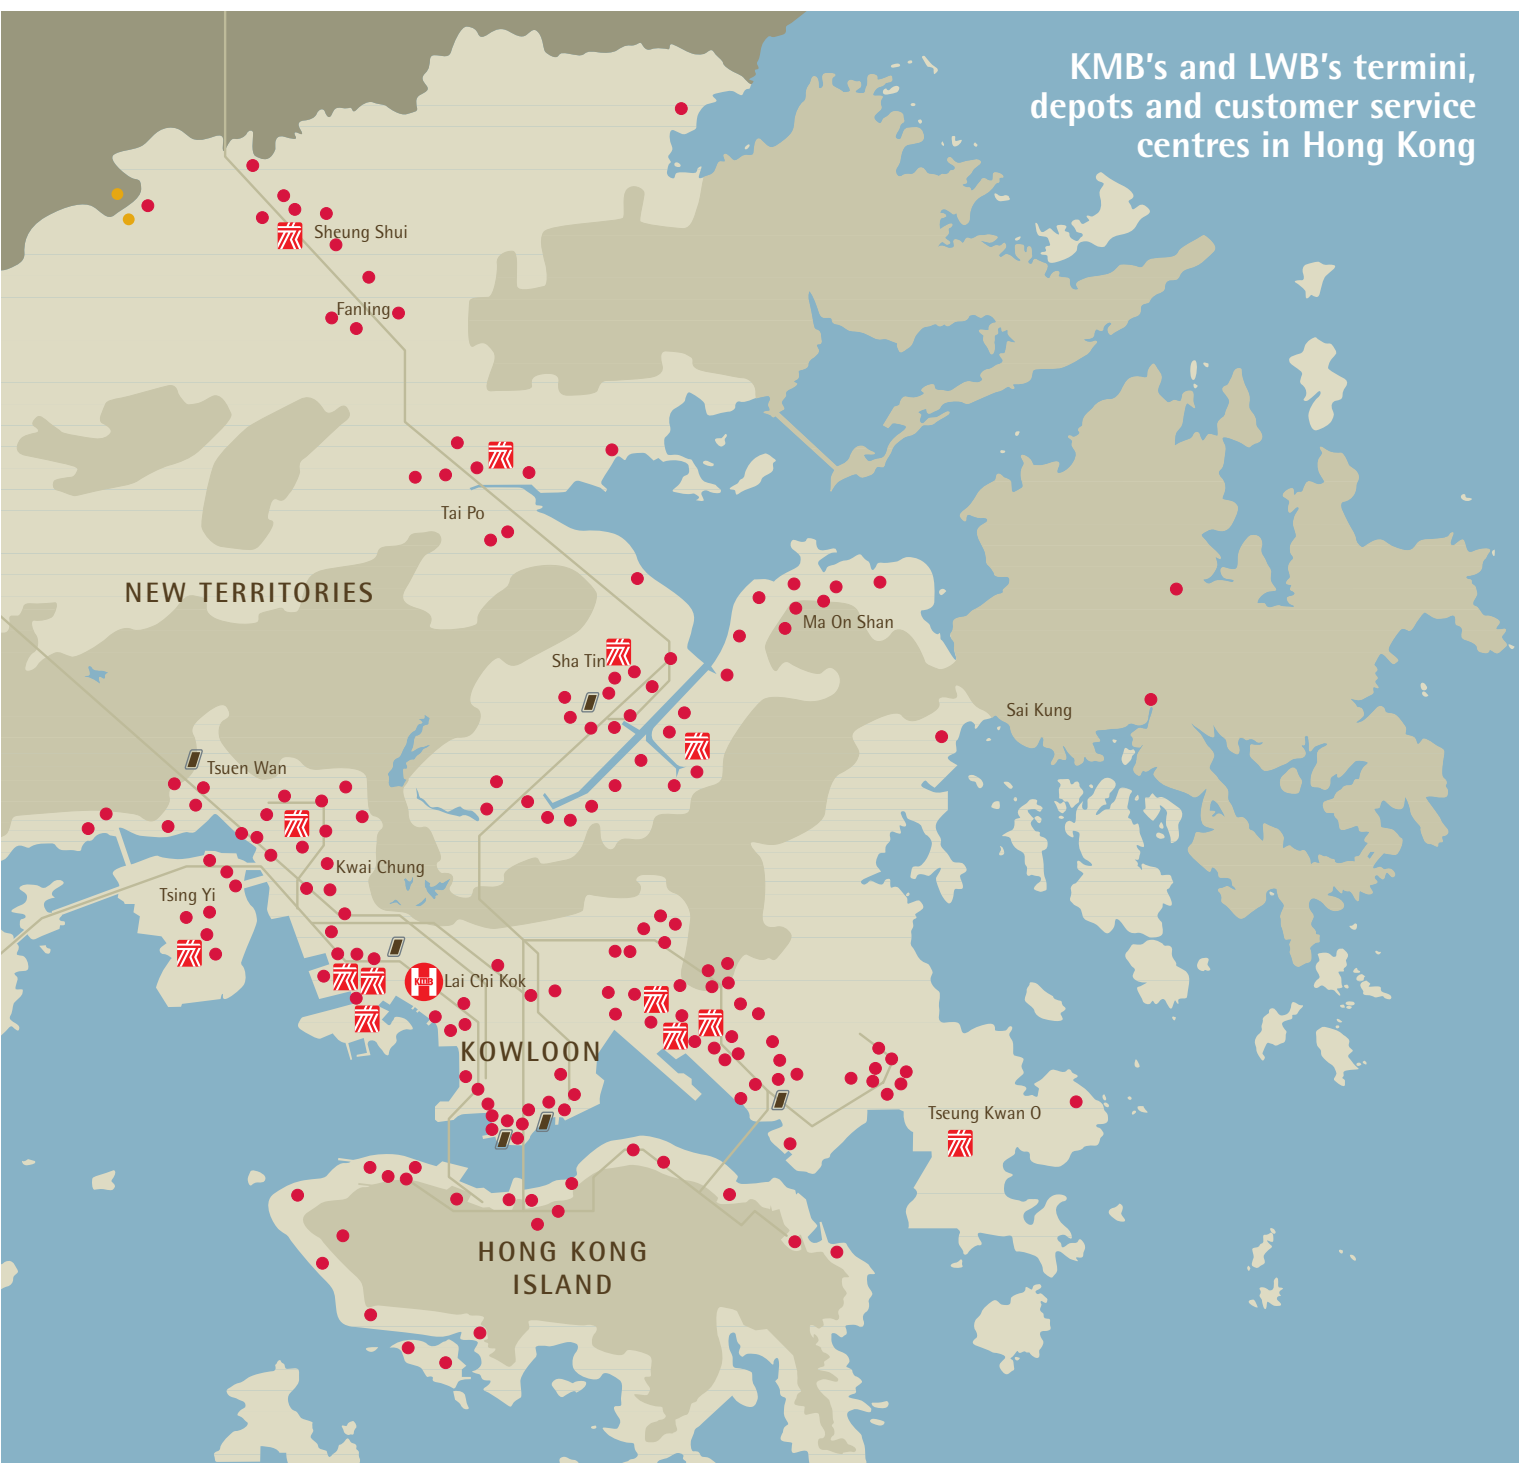 KMB's and LWB's termini,
depots and customer service
centres in Hong Kong
Sheung Shui
Fanling
Tai Po
NEW TERRITORIES
Ma On Shan
Sha Tin
Sai Kung
Tsuen Wan
Kwai Chung
Tsing Yi
KMB
Lai Chi Kok
KOWLOON
Tseung Kwan O
HONG KONG
ISLAND